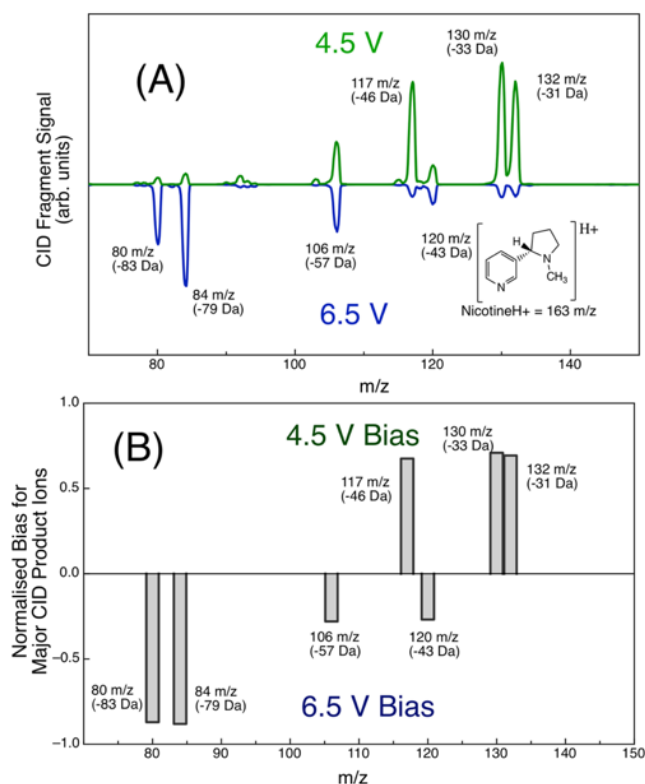 (A)
4.5 V
130 m/z
(-33 Da)
117 m/z
(-46 Da)
132 m/z
(-31 Da)
CID Fragment Signal
(arb. units)
80 m/z
(-83 Da)
84 m/z
(-79 Da)
106 m/z
(-57 Da)
120 m/z
(-43 Da)
6.5 V
H
N
CH3
N
H+
NicotineH+ = 163 m/z
80 100 120 140
m/z
(B)
4.5 V Bias
130 m/z
(-33 Da)
117 m/z
(-46 Da)
132 m/z
(-31 Da)
1.0
0.5
0.0
−0.5
−1.0
Normalised Bias for
Major CID Product Ions
106 m/z
(-57 Da)
120 m/z
(-43 Da)
80 m/z
(-83 Da)
84 m/z
(-79 Da)
6.5 V Bias
80 90 100 110 120 130 140 150
m/z